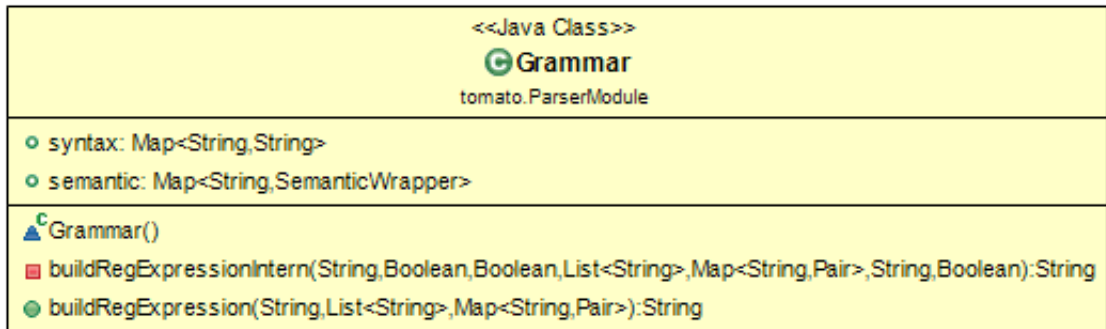 <<Java Class>>
C Grammar
tomato.ParserModule
syntax: Map<String,String>
semantic: Map<String,SemanticWrapper>
C Grammar()
buildRegExpressionIntern(String,Boolean,Boolean,List<String>,Map<String,Pair>,String,Boolean):String
buildRegExpression(String,List<String>,Map<String,Pair>):String